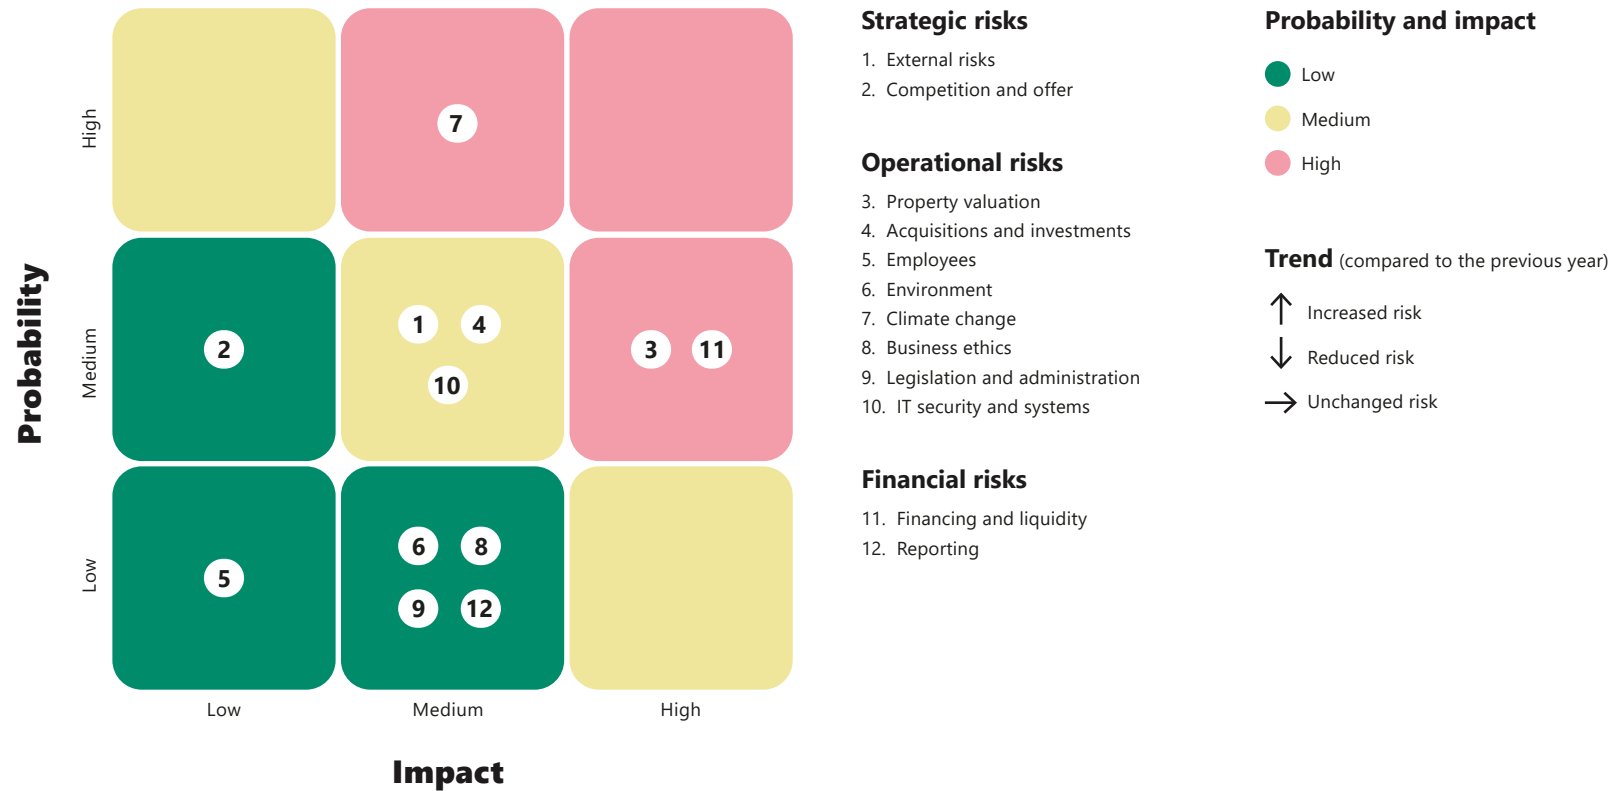 Probability
High
Medium
Low
7
2
1
4
10
3
11
5
6
8
9
12
Low
Medium
High
Impact
Strategic risks
1. External risks
2. Competition and offer
Operational risks
3. Property valuation
4. Acquisitions and investments
5. Employees
6. Environment
7. Climate change
8. Business ethics
9. Legislation and administration
10. IT security and systems
Financial risks
11. Financing and liquidity
12. Reporting
Probability and impact
Low
Medium
High
Trend (compared to the previous year)
Increased risk
Reduced risk
Unchanged risk